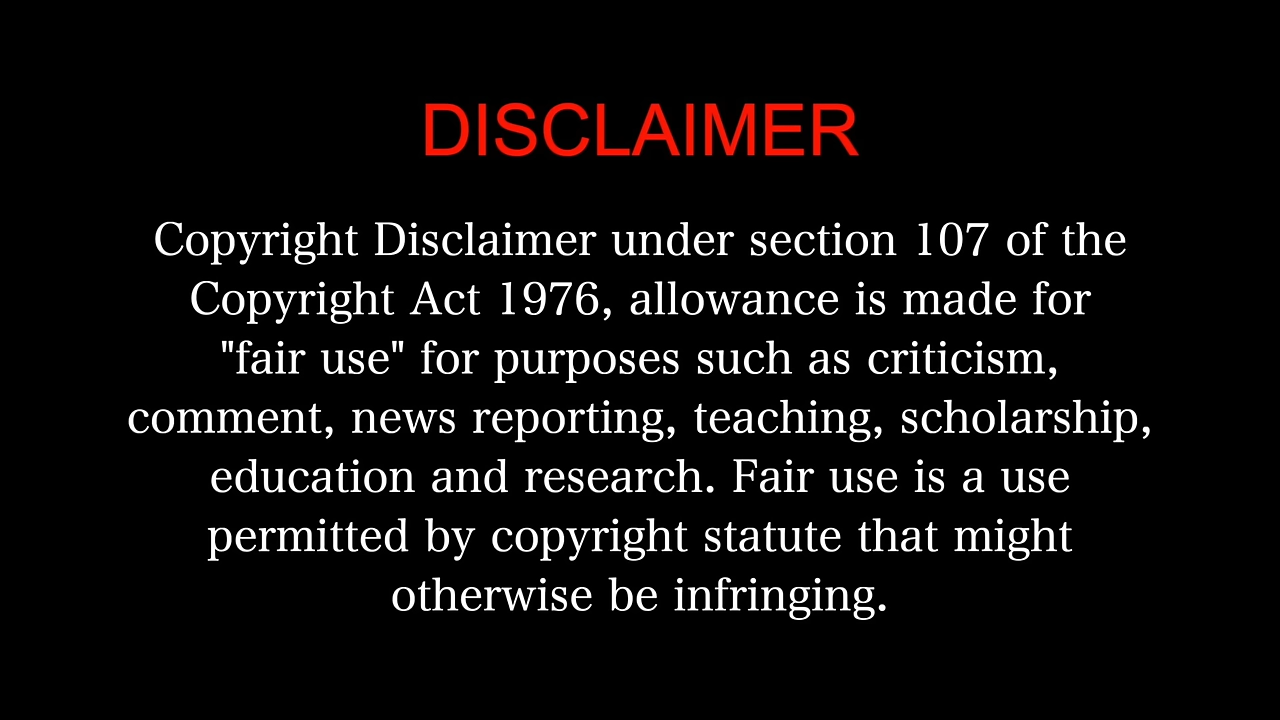 DISCLAIMER
Copyright Disclaimer under section 107 of the
Copyright Act 1976, allowance is made for
"fair use" for purposes such as criticism,
comment, news reporting, teaching, scholarship,
education and research. Fair use is a use
permitted by copyright statute that might
otherwise be infringing.